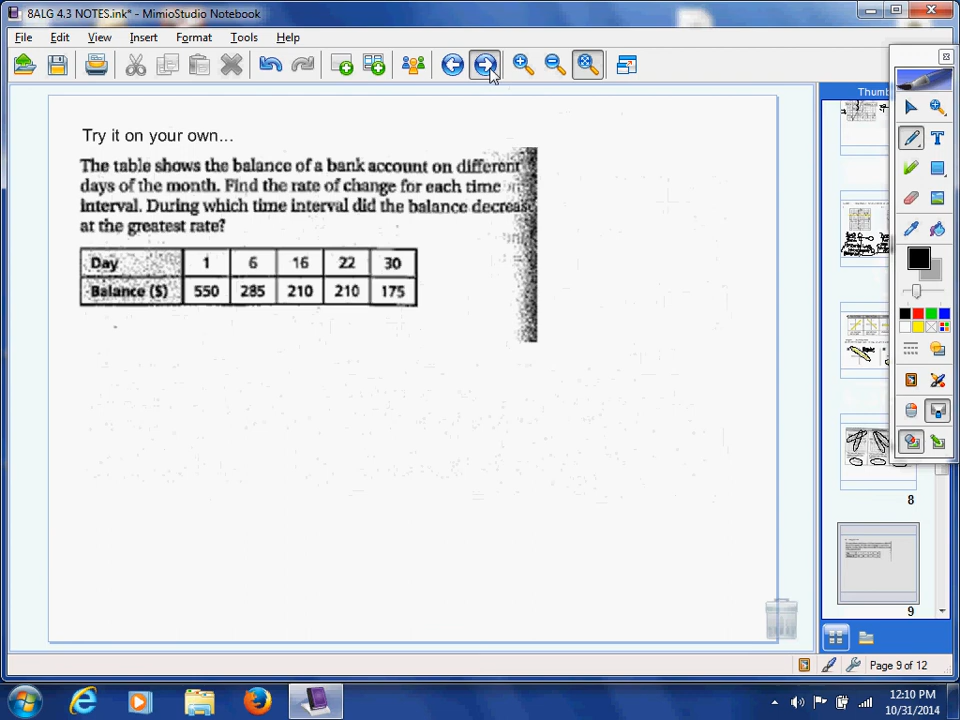 8ALG 4.3 NOTES.ink* - MimioStudio Notebook
File Edit View Insert Format Tools Help
Thumb
Try it on your own...
The table shows the balance of a bank account on different
days of the month. Find the rate of change for each time
interval. During which time interval did the balance decrease
at the greatest rate?
Day 1 6 16 22 30
Balance ($) 550 285 210 210 175
8
9
Page 9 of 12
12:10 PM
10/31/2014